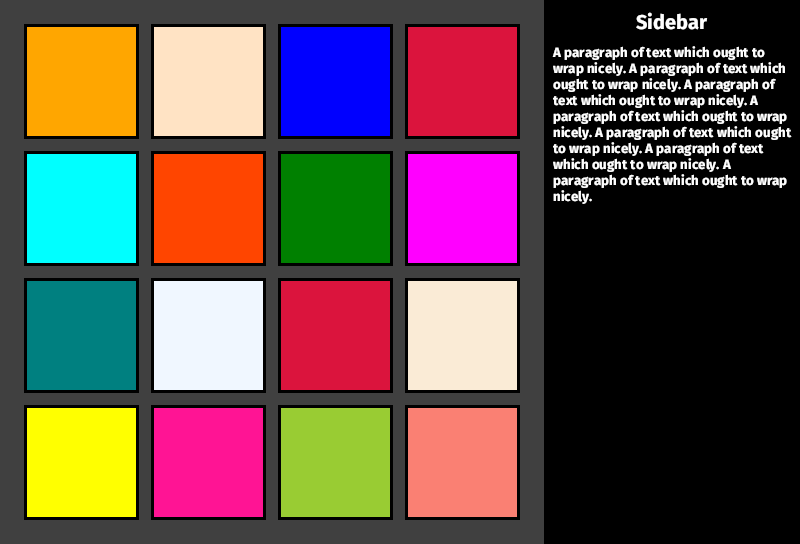 Sidebar
A paragraph of text which ought to
wrap nicely. A paragraph of text which
ought to wrap nicely. A paragraph of
text which ought to wrap nicely. A
paragraph of text which ought to wrap
nicely. A paragraph of text which ought
to wrap nicely. A paragraph of text
which ought to wrap nicely. A
paragraph of text which ought to wrap
nicely.